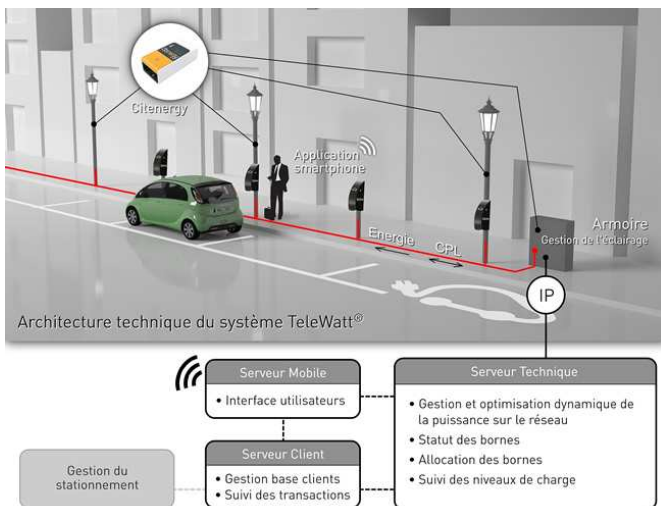 Citenergy
Application
smartphone
Energie
CPL
Armoire
Gestion de l'éclairage
IP
Architecture technique du système TeleWatt®
Serveur Mobile
• Interface utilisateurs
Serveur Technique
• Gestion et optimisation dynamique de
la puissance sur le réseau
• Statut des bornes
• Allocation des bornes
• Suivi des niveaux de charge
Serveur Client
• Gestion base clients
• Suivi des transactions
Gestion du
stationnement